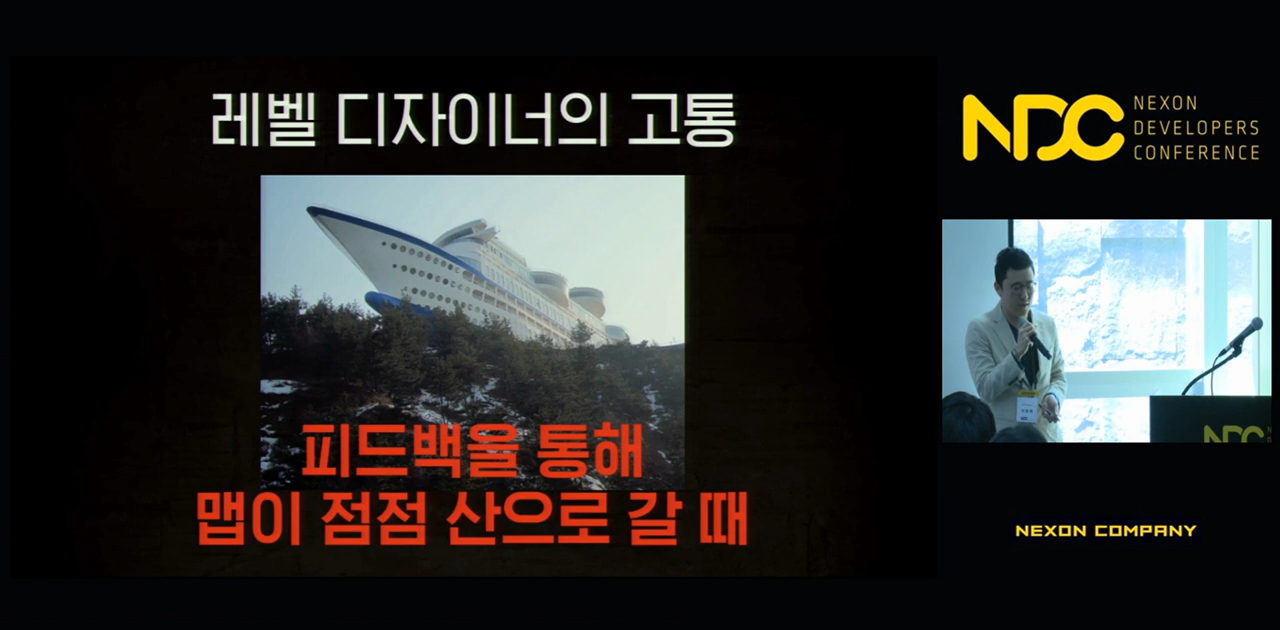 레벨 디자이너의 고통
피드백을 통해
맵이 점점 산으로 갈 때
NDC
NEXON
DEVELOPERS
CONFERENCE
NDC
NEXON COMPANY